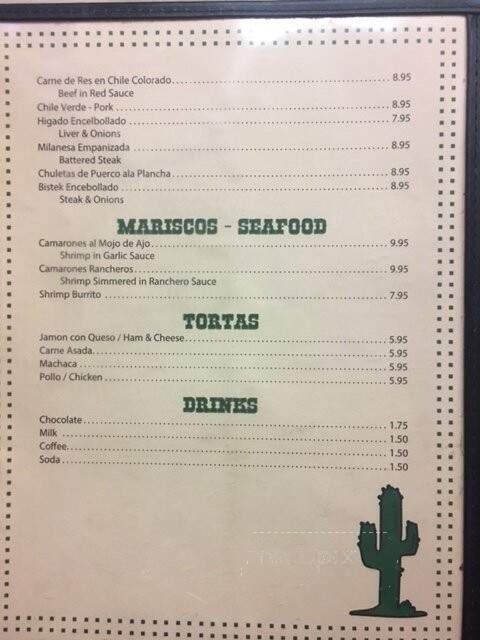 Carne de Res en Chile Colorado 8.95
Beef in Red Sauce
Chile Verde - Pork 8.95
Higado Encelbollado 7.95
Liver & Onions
Milanesa Empanizada 8.95
Battered Steak
Chuletas de Puerco ala Plancha 8.95
Bistek Encebollado 8.95
Steak & Onions
MARISCOS - SEAFOOD
Camarones al Mojo de Ajo 9.95
Shrimp in Garlic Sauce
Camarones Rancheros 9.95
Shrimp Simmered in Ranchero Sauce
Shrimp Burrito 7.95
TORTAS
Jamon con Queso / Ham & Cheese 5.95
Carne Asada 5.95
Machaca 5.95
Pollo / Chicken 5.95
DRINKS
Chocolate 1.75
Milk 1.50
Coffee 1.50
Soda 1.50